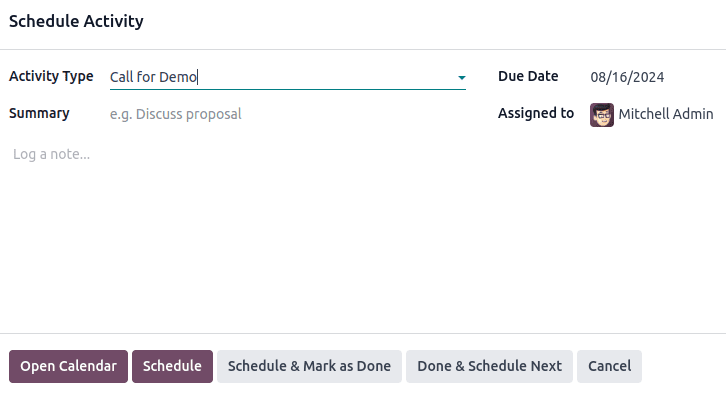 Schedule Activity
Activity Type Call for Demo Due Date 08/16/2024
Summary e.g. Discuss proposal Assigned to Mitchell Admin
Log a note...
Open Calendar Schedule Schedule & Mark as Done Done & Schedule Next Cancel